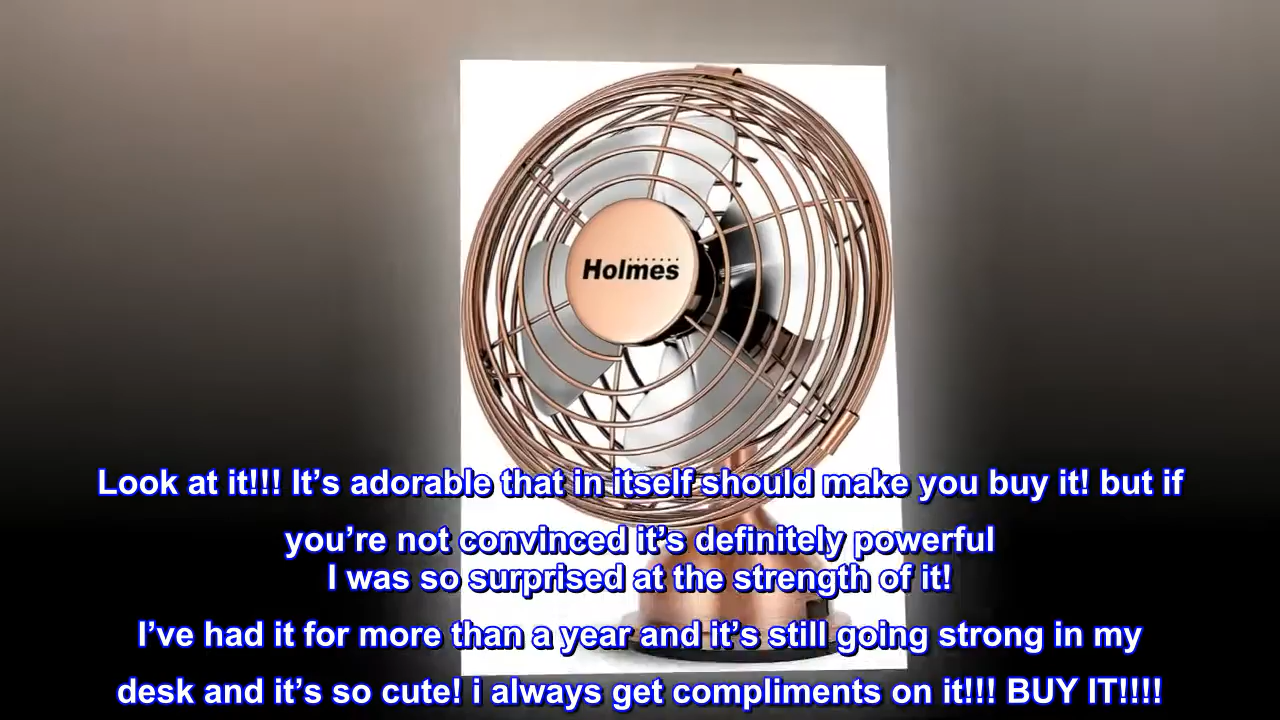 Holmes
Look at it!!! It’s adorable that in itself should make you buy it! but if
you’re not convinced it’s definitely powerful
I was so surprised at the strength of it!
I’ve had it for more than a year and it’s still going strong in my
desk and it’s so cute! i always get compliments on it!!! BUY IT!!!!